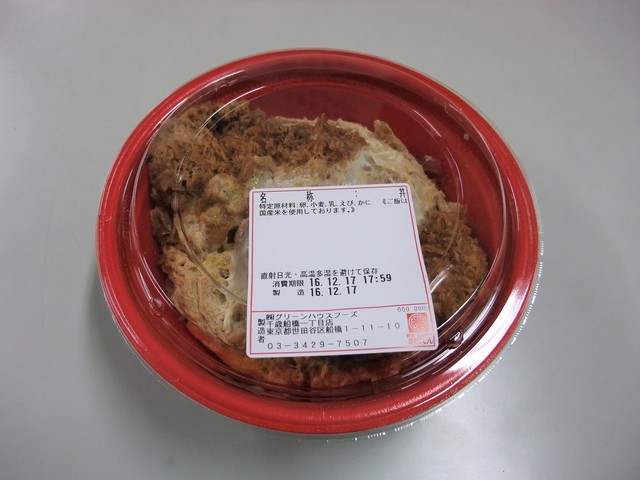 名称: 丼
特定原材料:卵、小麦、乳、えび、かに 《ご飯は
国産米を使用しております。》
直射日光・高温多湿を避けて保存
消費期限 16.12.17 17:59
製造 16.12.17
000 000
㈱グリーンハウスフーズ
製 千歳船橋一丁目店
造 東京都世田谷区船橋1-11-10
者 03-3429-7507